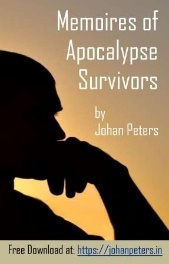 Memoires of
Apocalypse
Survivors
by
Johan Peters
Free Download at: https://johanpeters.in